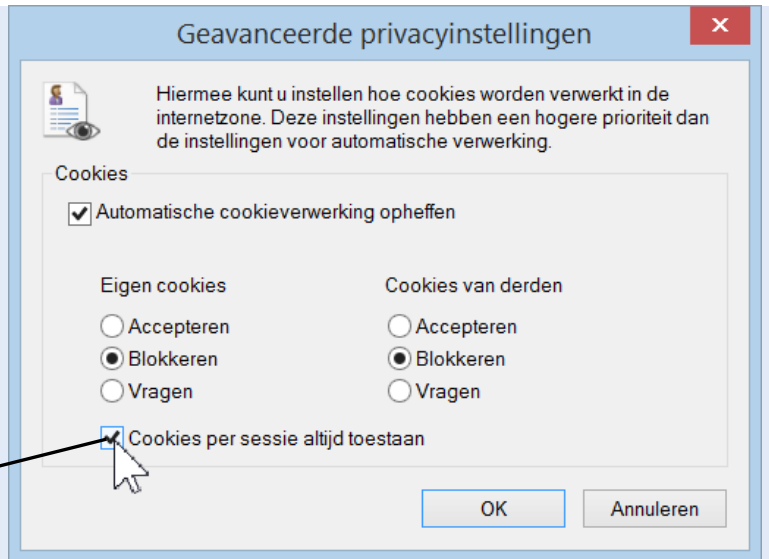 Geavanceerde privacyinstellingen
Hiermee kunt u instellen hoe cookies worden verwerkt in de
internetzone. Deze instellingen hebben een hogere prioriteit dan
de instellingen voor automatische verwerking.
Cookies
Automatische cookieverwerking opheffen
Eigen cookies
Cookies van derden
Accepteren
Accepteren
Blokkeren
Blokkeren
Vragen
Vragen
Cookies per sessie altijd toestaan
OK
Annuleren